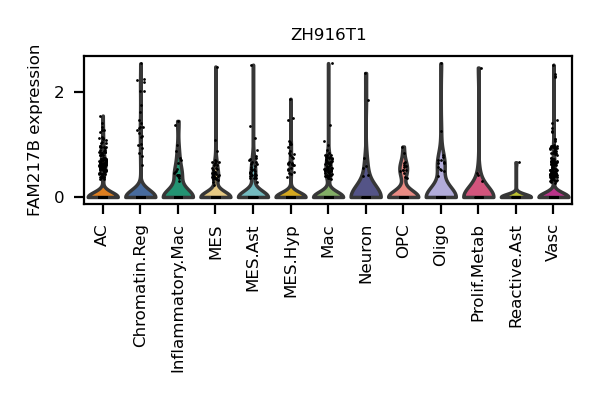 ZH916T1
FAM217B expression
2
0
AC
Chromatin.Reg
Inflammatory.Mac
MES
MES.Ast
MES.Hyp
Mac
Neuron
OPC
Oligo
Prolif.Metab
Reactive.Ast
Vasc